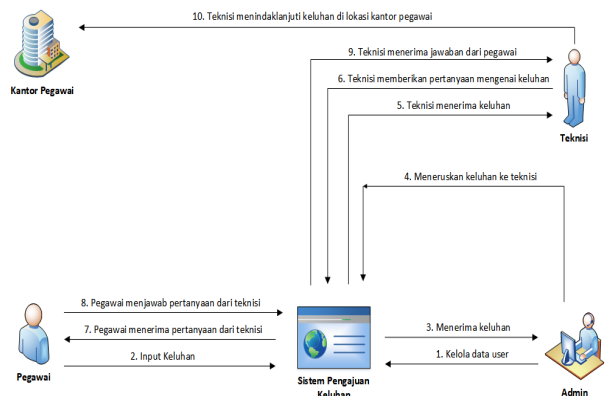 10. Teknisi menindaklanjuti keluhan di lokasi kantor pegawai
Kantor Pegawai
9. Teknisi menerima jawaban dari pegawai
6. Teknisi memberikan pertanyaan mengenai keluhan
5. Teknisi menerima keluhan
Teknisi
4. Meneruskan keluhan ke teknisi
8. Pegawai menjawab pertanyaan dari teknisi
7. Pegawai menerima pertanyaan dari teknisi
2. Input Keluhan
Pegawai
3. Menerima keluhan
1. Kelola data user
Sistem Pengajuan
Keluhan
Admin